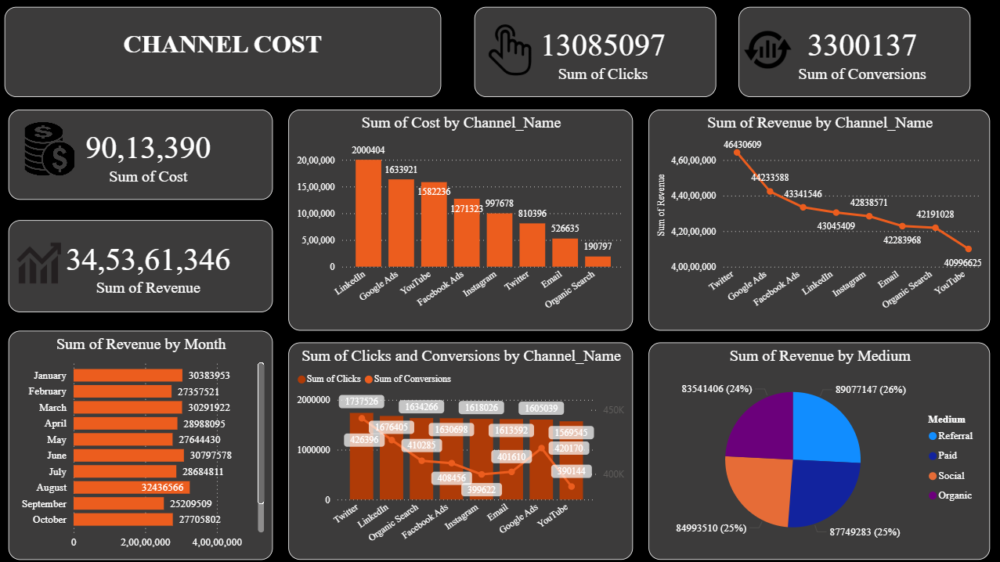 CHANNEL COST
13085097
Sum of Clicks
3300137
Sum of Conversions
90,13,390
Sum of Cost
34,53,61,346
Sum of Revenue
Sum of Cost by Channel_Name
2000404
20,00,000
1633921
1582236
15,00,000
1271323
10,00,000
997678
810396
5,00,000
526635
190797
0
LinkedIn
Google Ads
YouTube
Facebook Ads
Instagram
Twitter
Email
Organic Search
Sum of Revenue by Channel_Name
Sum of Revenue
46430609
4,60,00,000
44233588
43341546
4,40,00,000
42838571
43045409
42191028
4,20,00,000
42283968
40996625
4,00,00,000
Twitter
Google Ads
Facebook Ads
LinkedIn
Instagram
Email
Organic Search
YouTube
Sum of Revenue by Month
January 30383953
February 27357521
March 30291922
April 28988095
May 27644430
June 30797578
July 28684811
August 32436566
September 25209509
October 27705802
0 2,00,00,000 4,00,00,000
Sum of Clicks and Conversions by Channel_Name
Sum of Clicks Sum of Conversions
2000000
1000000
0
450K
400K
1737526
1676405
1634266
1630698
1618026
1613592
1605039
1569545
426396
410285
408456
399622
401610
420170
390144
Twitter
LinkedIn
Organic Search
Facebook Ads
Instagram
Email
Google Ads
YouTube
Sum of Revenue by Medium
83541406 (24%)
89077147 (26%)
84993510 (25%)
87749283 (25%)
Medium
Referral
Paid
Social
Organic